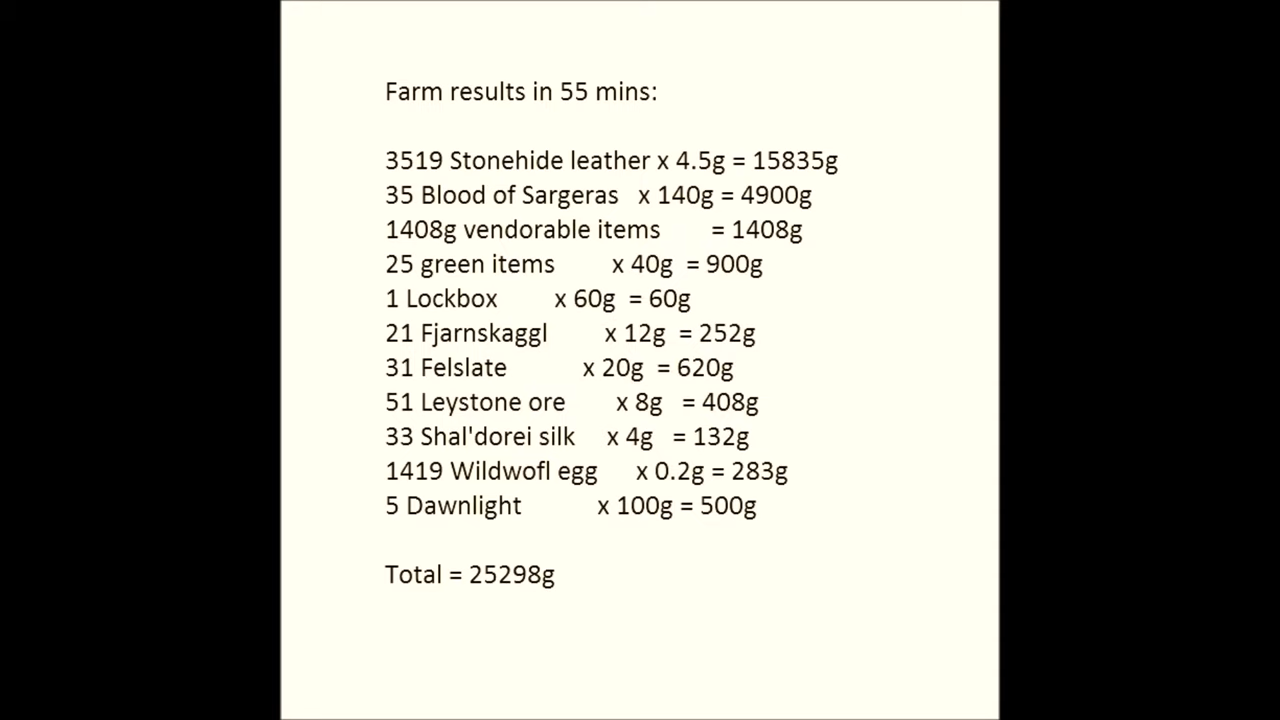 Farm results in 55 mins:
3519 Stonehide leather x 4.5g = 15835g
35 Blood of Sargeras x 140g = 4900g
1408g vendorable items = 1408g
25 green items x 40g = 900g
1 Lockbox x 60g = 60g
21 Fjarnskaggl x 12g = 252g
31 Felslate x 20g = 620g
51 Leystone ore x 8g = 408g
33 Shal'dorei silk x 4g = 132g
1419 Wildwofl egg x 0.2g = 283g
5 Dawnlight x 100g = 500g
Total = 25298g